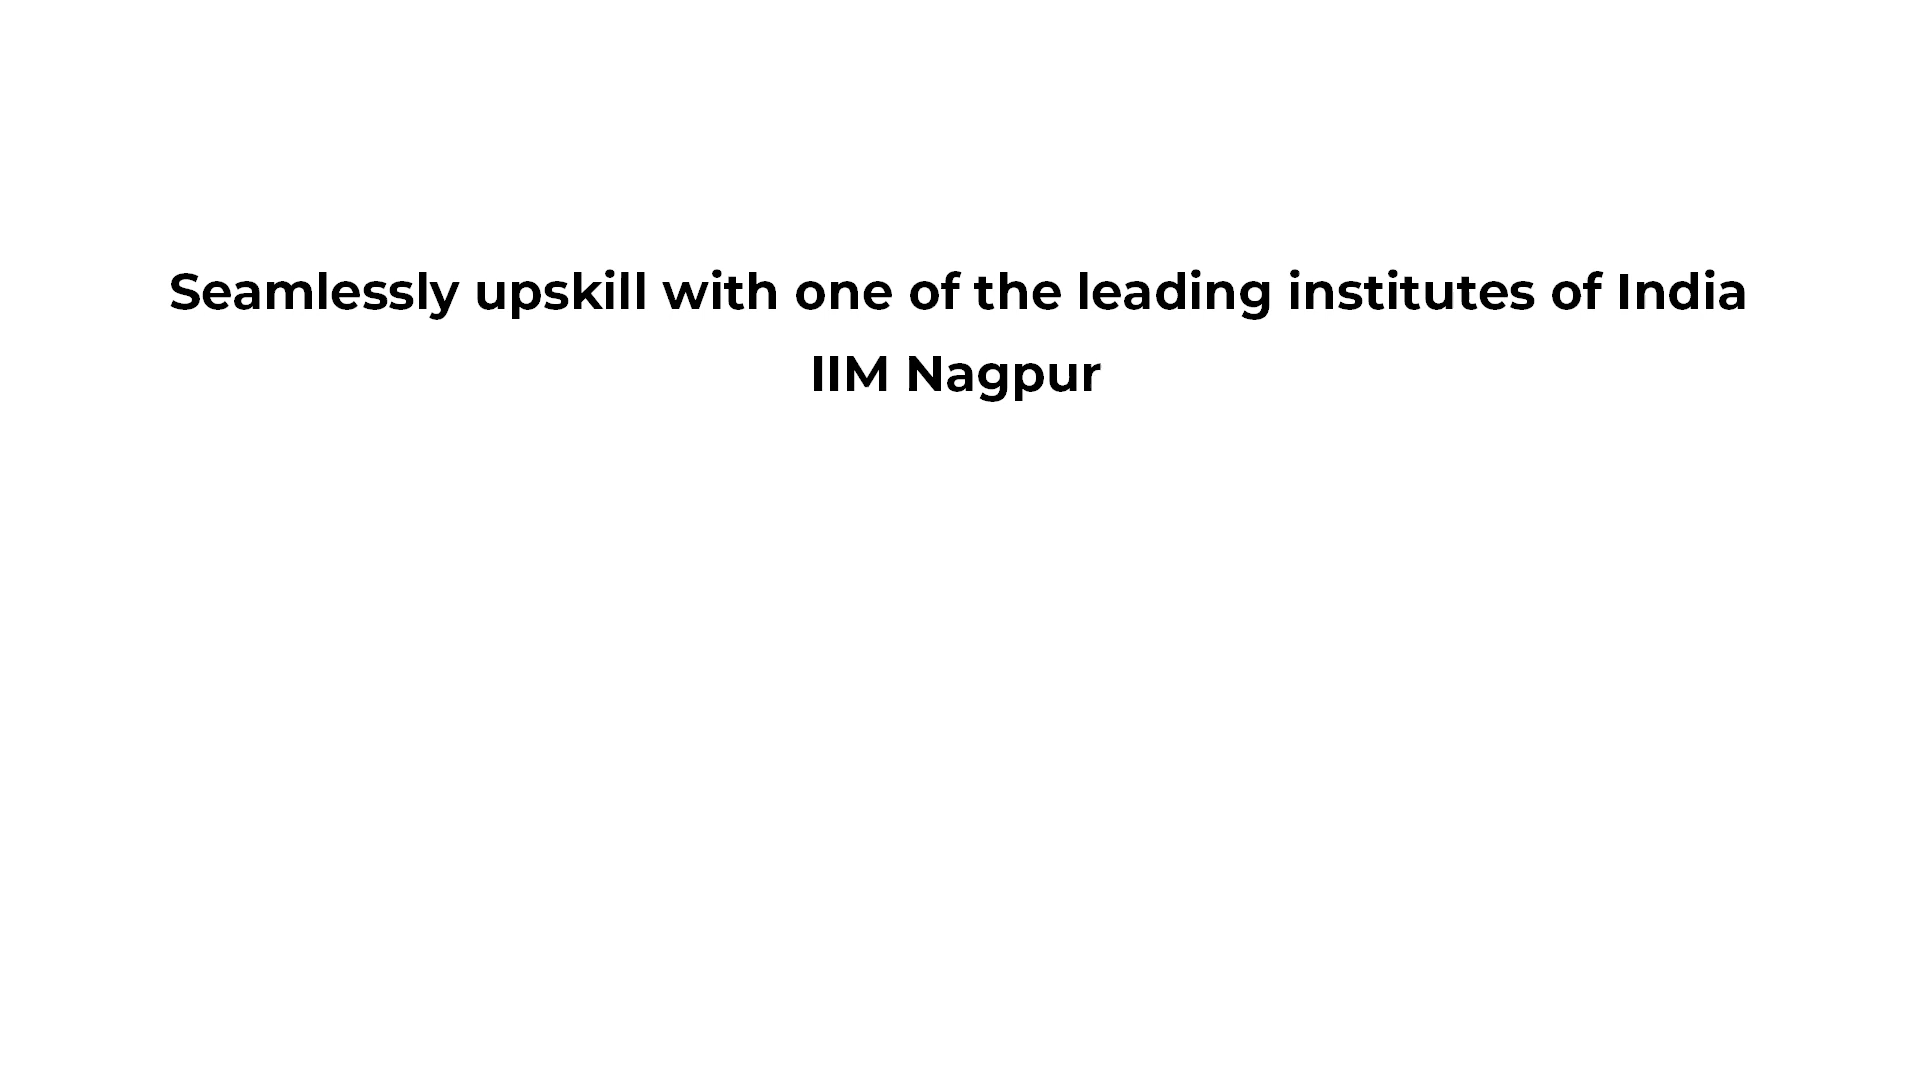 Seamlessly upskill with one of the leading institutes of India
IIM Nagpur